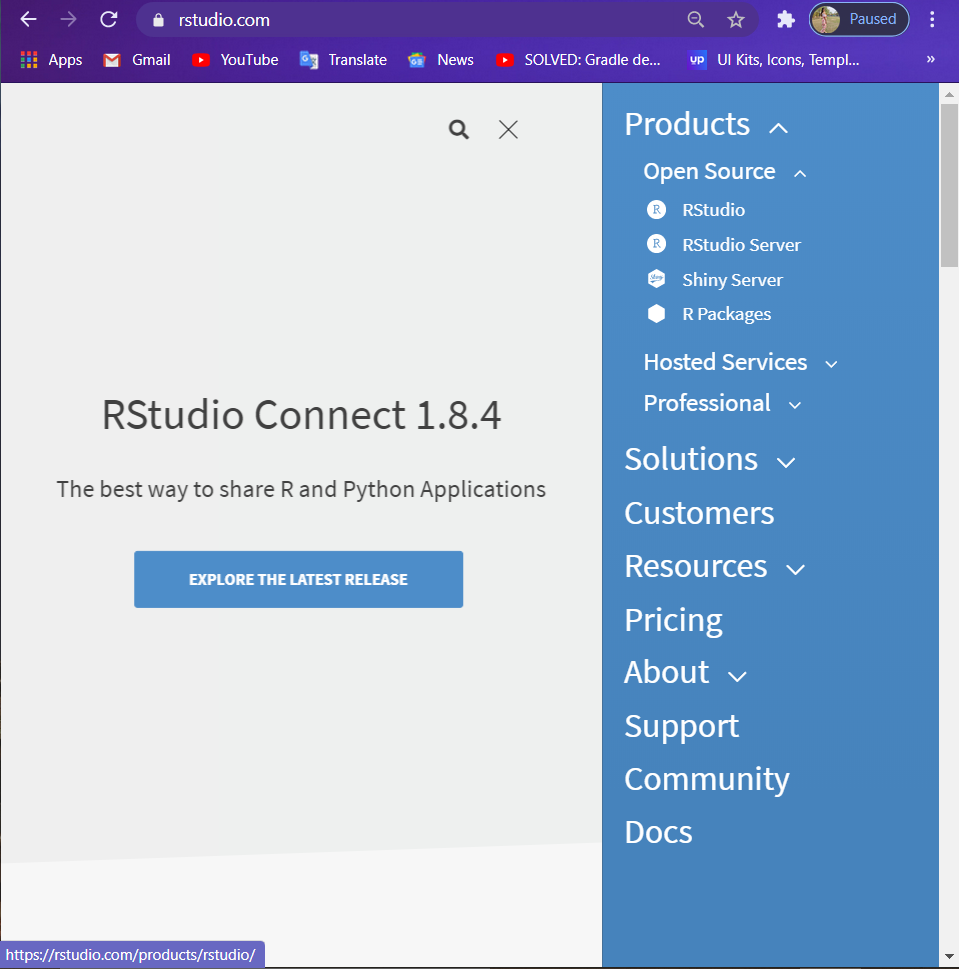 rstudio.com
Paused
Apps
Gmail
YouTube
Translate
News
SOLVED: Gradle de...
UP
UI Kits, Icons, Templ...
»
RStudio Connect 1.8.4
The best way to share R and Python Applications
EXPLORE THE LATEST RELEASE
Products
Open Source
R RStudio
R RStudio Server
Shiny Shiny Server
R Packages
Hosted Services
Professional
Solutions
Customers
Resources
Pricing
About
Support
Community
Docs
https://rstudio.com/products/rstudio/